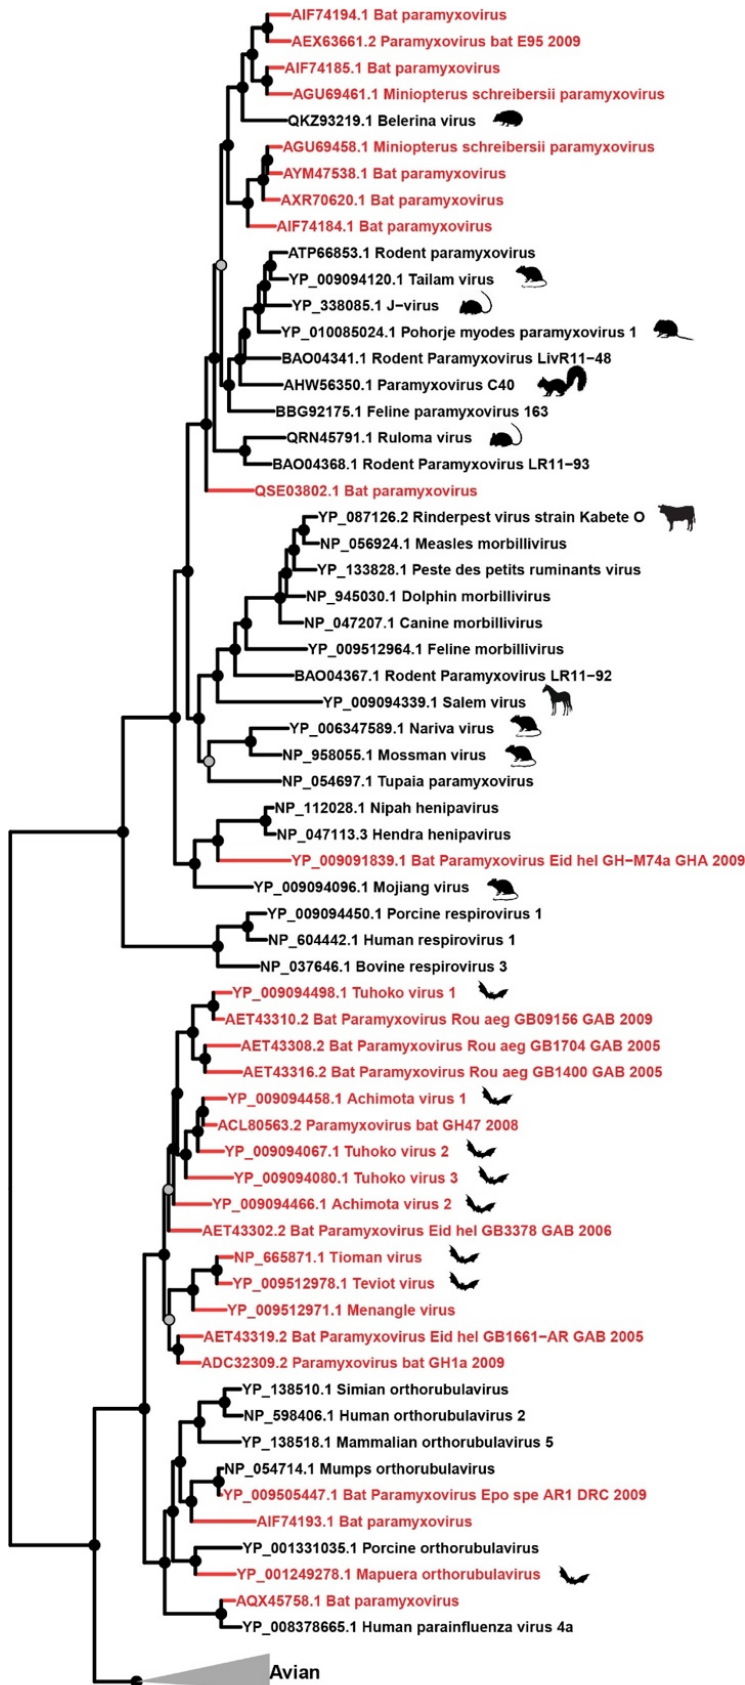 AIF74194.1 Bat paramyxovirus
AEX63661.2 Paramyxovirus bat E95 2009
AIF74185.1 Bat paramyxovirus
AGU69461.1 Miniopterus schreibersii paramyxovirus
QKZ93219.1 Belerina virus
AGU69458.1 Miniopterus schreibersii paramyxovirus
AYM47538.1 Bat paramyxovirus
AXR70620.1 Bat paramyxovirus
AIF74184.1 Bat paramyxovirus
ATP66853.1 Rodent paramyxovirus
YP_009094120.1 Tailam virus
YP_338085.1 J−virus
YP_010085024.1 Pohorje myodes paramyxovirus 1
BAO04341.1 Rodent Paramyxovirus LivR11−48
AHW56350.1 Paramyxovirus C40
BBG92175.1 Feline paramyxovirus 163
QRN45791.1 Ruloma virus
BAO04368.1 Rodent Paramyxovirus LR11−93
QSE03802.1 Bat paramyxovirus
YP_087126.2 Rinderpest virus strain Kabete O
NP_056924.1 Measles morbillivirus
YP_133828.1 Peste des petits ruminants virus
NP_945030.1 Dolphin morbillivirus
NP_047207.1 Canine morbillivirus
YP_009512964.1 Feline morbillivirus
BAO04367.1 Rodent Paramyxovirus LR11−92
YP_009094339.1 Salem virus
YP_006347589.1 Nariva virus
NP_958055.1 Mossman virus
NP_054697.1 Tupaia paramyxovirus
NP_112028.1 Nipah henipavirus
NP_047113.3 Hendra henipavirus
YP_009091839.1 Bat Paramyxovirus Eid hel GH−M74a GHA 2009
YP_009094096.1 Mojiang virus
YP_009094450.1 Porcine respirovirus 1
NP_604442.1 Human respirovirus 1
NP_037646.1 Bovine respirovirus 3
YP_009094498.1 Tuhoko virus 1
AET43310.2 Bat Paramyxovirus Rou aeg GB09156 GAB 2009
AET43308.2 Bat Paramyxovirus Rou aeg GB1704 GAB 2005
AET43316.2 Bat Paramyxovirus Rou aeg GB1400 GAB 2005
YP_009094458.1 Achimota virus 1
ACL80563.2 Paramyxovirus bat GH47 2008
YP_009094067.1 Tuhoko virus 2
YP_009094080.1 Tuhoko virus 3
YP_009094466.1 Achimota virus 2
AET43302.2 Bat Paramyxovirus Eid hel GB3378 GAB 2006
NP_665871.1 Tioman virus
YP_009512978.1 Teviot virus
YP_009512971.1 Menangle virus
AET43319.2 Bat Paramyxovirus Eid hel GB1661−AR GAB 2005
ADC32309.2 Paramyxovirus bat GH1a 2009
YP_138510.1 Simian orthorubulavirus
NP_598406.1 Human orthorubulavirus 2
YP_138518.1 Mammalian orthorubulavirus 5
NP_054714.1 Mumps orthorubulavirus
YP_009505447.1 Bat Paramyxovirus Epo spe AR1 DRC 2009
AIF74193.1 Bat paramyxovirus
YP_001331035.1 Porcine orthorubulavirus
YP_001249278.1 Mapuera orthorubulavirus
AQX45758.1 Bat paramyxovirus
YP_008378665.1 Human parainfluenza virus 4a
Avian